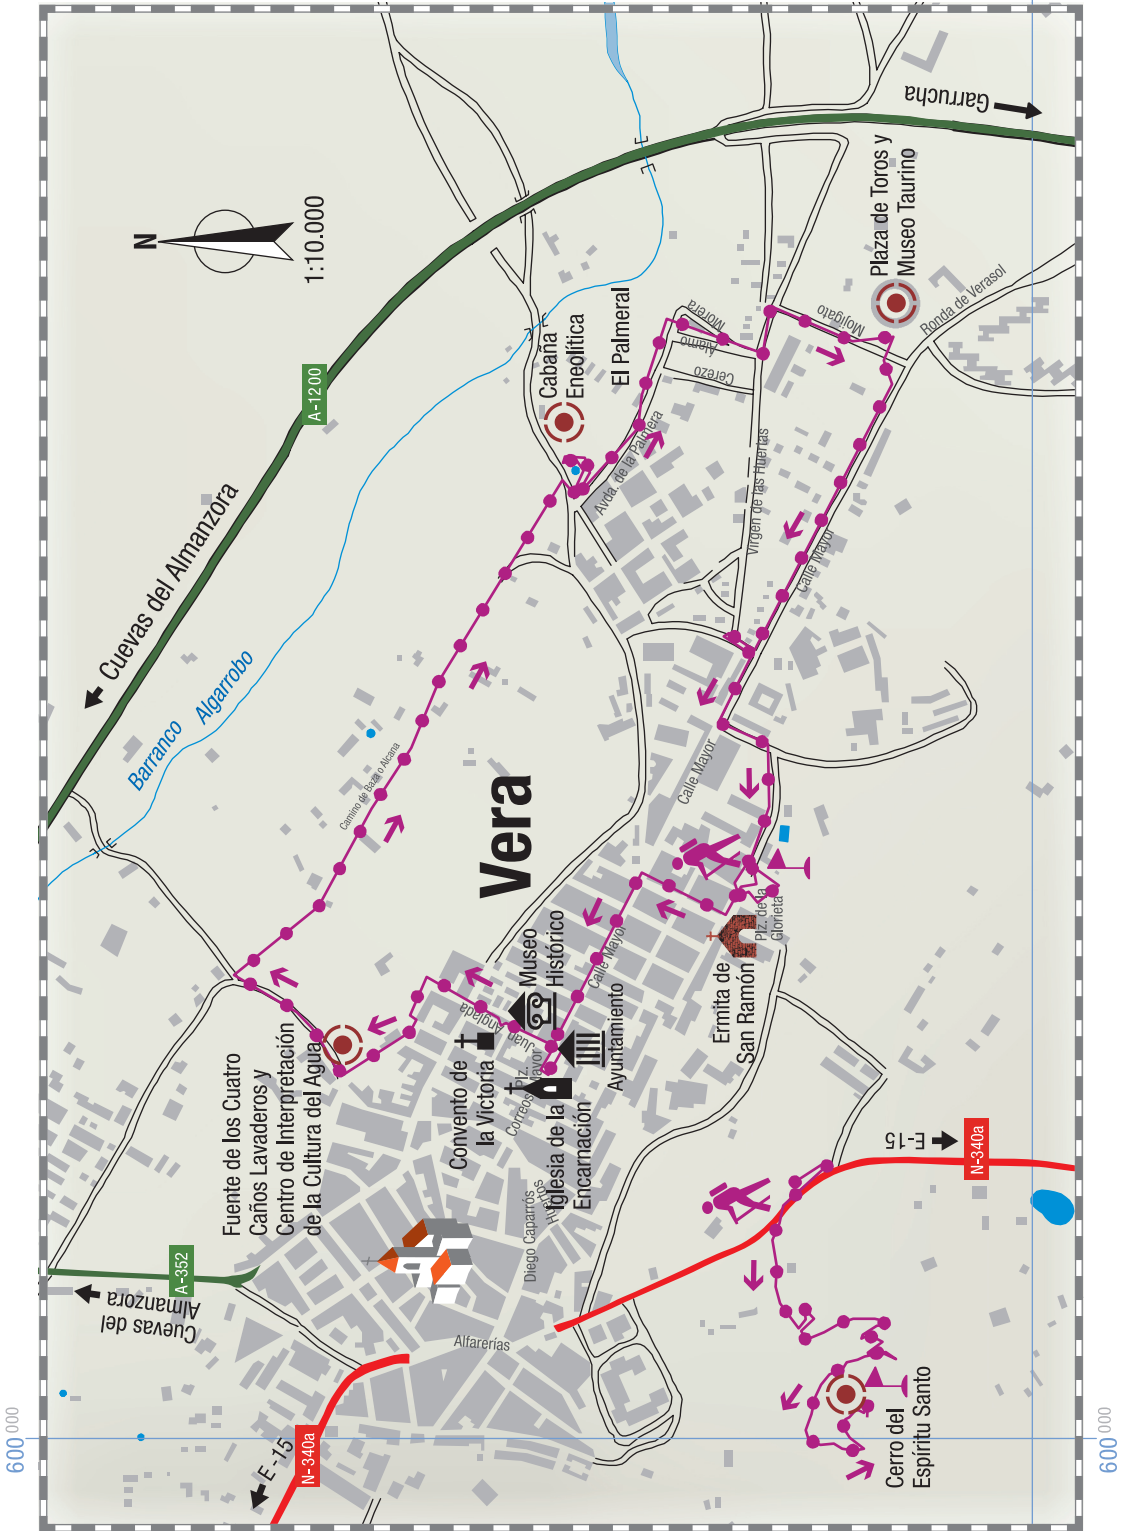 Garrucha
N
1:10.000
Plaza de Toros y
Museo Taurino
Ronda de Verasol
Mojigato
Morera
Álamo
Cerezo
El Palmeral
Cabaña
Eneolítica
A-1200
Avda. de la Palmera
Virgen de las Huertas
Calle Mayor
Cuevas del Almanzora
Barranco Algarrobo
Camino de Baza o Alcana
Calle Mayor
Vera
Plz. de la
Glorieta
Ermita de
San Ramón
Calle Mayor
Museo
Histórico
Juan Anglada
Ayuntamiento
Plz.
Mayor
Correos
Convento de
la Victoria
Iglesia de la
Encarnación
Huertos
Diego Caparrós
Fuente de los Cuatro
Caños Lavaderos y
Centro de Interpretación
de la Cultura del Agua
E-15
N-340a
A-352
Cuevas del
Almanzora
Alfarerías
Cerro del
Espíritu Santo
N-340a
E-15
600 000
600 000